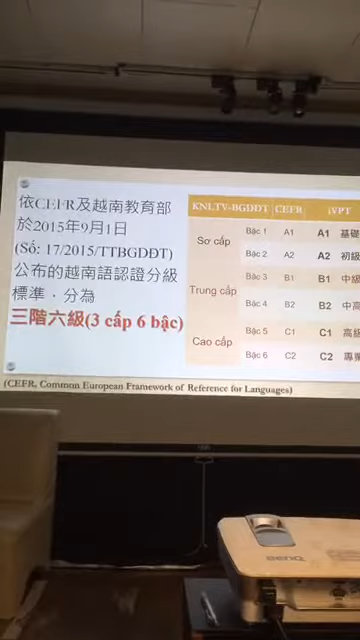 依CEFR及越南教育部
於2015年9月1日
(Số: 17/2015/TTBGDĐT)
公布的越南語認證分級
標準，分為
三階六級(3 cấp 6 bậc)
KNLTV-BGDĐT CEFR iVPT
Sơ cấp
Bậc 1 A1 A1 基礎
Bậc 2 A2 A2 初級
Trung cấp
Bậc 3 B1 B1 中級
Bậc 4 B2 B2 中高
Cao cấp
Bậc 5 C1 C1 高級
Bậc 6 C2 C2 專業
(CEFR, Common European Framework of Reference for Languages)
BenQ